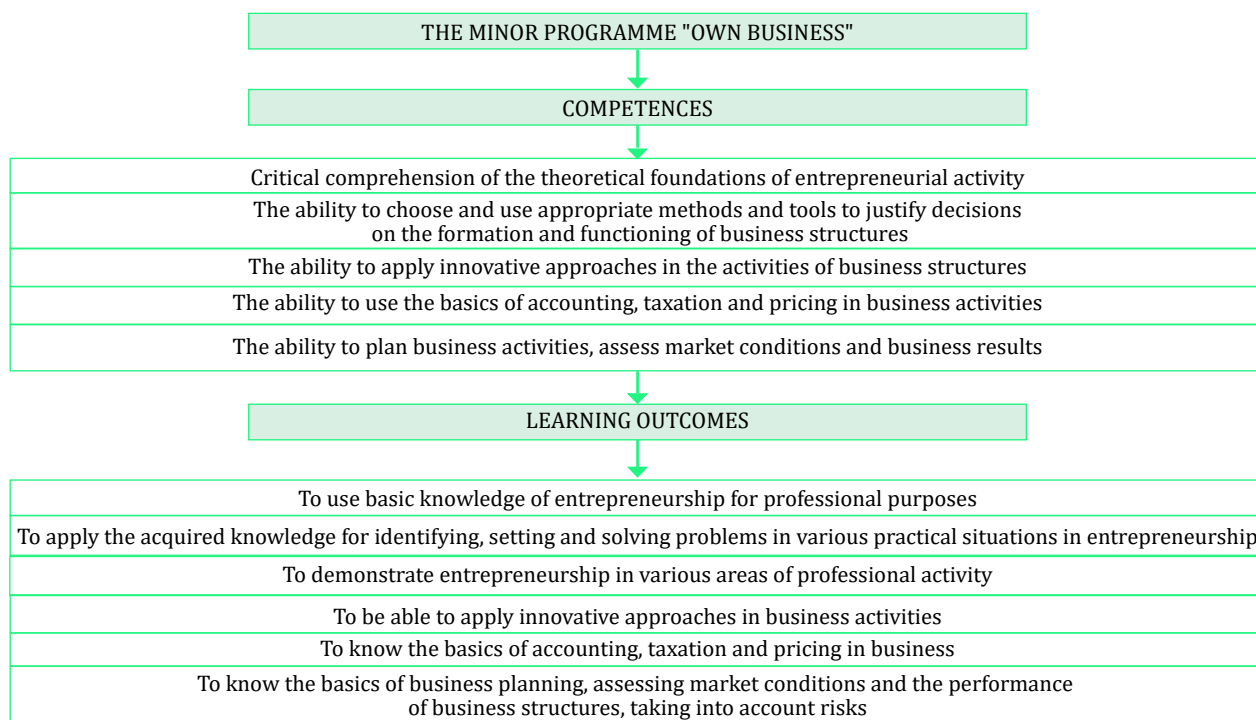 THE MINOR PROGRAMME "OWN BUSINESS"
COMPETENCES
Critical comprehension of the theoretical foundations of entrepreneurial activity
The ability to choose and use appropriate methods and tools to justify decisions
on the formation and functioning of business structures
The ability to apply innovative approaches in the activities of business structures
The ability to use the basics of accounting, taxation and pricing in business activities
The ability to plan business activities, assess market conditions and business results
LEARNING OUTCOMES
To use basic knowledge of entrepreneurship for professional purposes
To apply the acquired knowledge for identifying, setting and solving problems in various practical situations in entrepreneurship
To demonstrate entrepreneurship in various areas of professional activity
To be able to apply innovative approaches in business activities
To know the basics of accounting, taxation and pricing in business
To know the basics of business planning, assessing market conditions and the performance
of business structures, taking into account risks